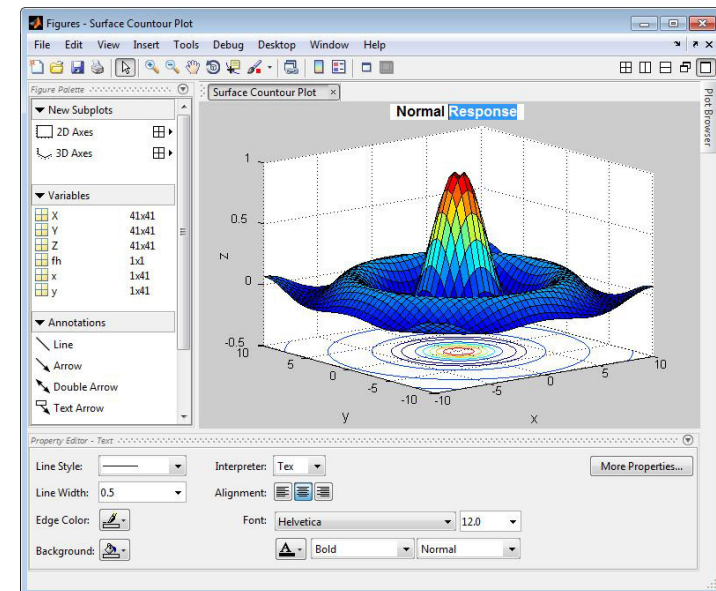 Figures - Surface Countour Plot
File Edit View Insert Tools Debug Desktop Window Help
Figure Palette
Surface Countour Plot ×
Plot Browser
New Subplots
2D Axes
3D Axes
Variables
X 41x41
Y 41x41
Z 41x41
fh 1x1
x 1x41
y 1x41
Annotations
Line
Arrow
Double Arrow
Text Arrow
Normal Response
1
0.5
0
-0.5
z
10 5 0 -5 -10
y
-10 -5 0 5 10
x
Property Editor - Text
Line Style: Interpreter: Tex More Properties...
Line Width: 0.5 Alignment:
Edge Color: Font: Helvetica 12.0
Background: A Bold Normal